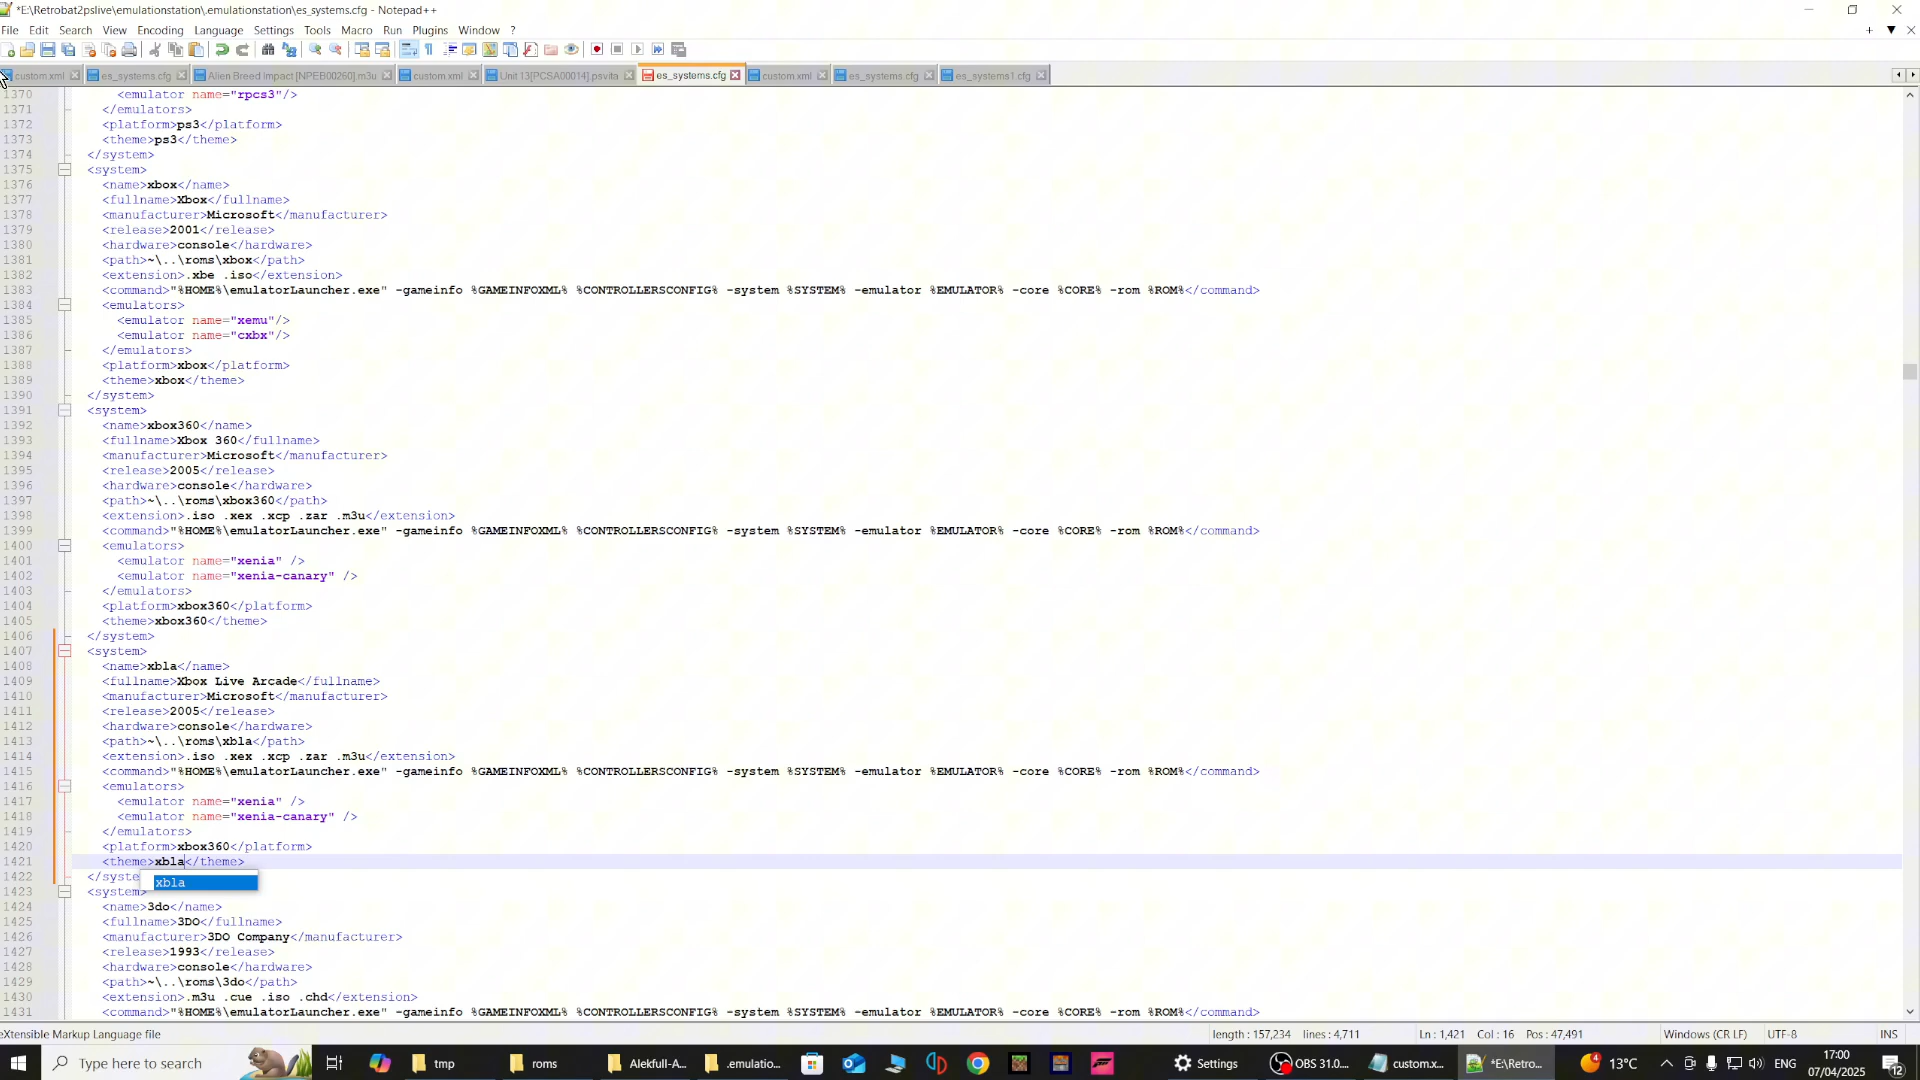 *E:\Retrobat2pslive\emulationstation\.emulationstation\es_systems.cfg - Notepad++
File Edit Search View Encoding Language Settings Tools Macro Run Plugins Window ?
custom.xml es_systems.cfg Alien Breed Impact [NPEB00260].m3u custom.xml Unit 13[PCSA00014].psvita es_systems.cfg custom.xml es_systems.cfg es_systems1.cfg
1370 <emulator name="rpcs3"/>
1371 </emulators>
1372 <platform>ps3</platform>
1373 <theme>ps3</theme>
1374 </system>
1375 <system>
1376 <name>xbox</name>
1377 <fullname>Xbox</fullname>
1378 <manufacturer>Microsoft</manufacturer>
1379 <release>2001</release>
1380 <hardware>console</hardware>
1381 <path>~\..\roms\xbox</path>
1382 <extension>.xbe .iso</extension>
1383 <command>"%HOME%\emulatorLauncher.exe" -gameinfo %GAMEINFOXML% %CONTROLLERSCONFIG% -system %SYSTEM% -emulator %EMULATOR% -core %CORE% -rom %ROM%</command>
1384 <emulators>
1385 <emulator name="xemu"/>
1386 <emulator name="cxbx"/>
1387 </emulators>
1388 <platform>xbox</platform>
1389 <theme>xbox</theme>
1390 </system>
1391 <system>
1392 <name>xbox360</name>
1393 <fullname>Xbox 360</fullname>
1394 <manufacturer>Microsoft</manufacturer>
1395 <release>2005</release>
1396 <hardware>console</hardware>
1397 <path>~\..\roms\xbox360</path>
1398 <extension>.iso .xex .xcp .zar .m3u</extension>
1399 <command>"%HOME%\emulatorLauncher.exe" -gameinfo %GAMEINFOXML% %CONTROLLERSCONFIG% -system %SYSTEM% -emulator %EMULATOR% -core %CORE% -rom %ROM%</command>
1400 <emulators>
1401 <emulator name="xenia" />
1402 <emulator name="xenia-canary" />
1403 </emulators>
1404 <platform>xbox360</platform>
1405 <theme>xbox360</theme>
1406 </system>
1407 <system>
1408 <name>xbla</name>
1409 <fullname>Xbox Live Arcade</fullname>
1410 <manufacturer>Microsoft</manufacturer>
1411 <release>2005</release>
1412 <hardware>console</hardware>
1413 <path>~\..\roms\xbla</path>
1414 <extension>.iso .xex .xcp .zar .m3u</extension>
1415 <command>"%HOME%\emulatorLauncher.exe" -gameinfo %GAMEINFOXML% %CONTROLLERSCONFIG% -system %SYSTEM% -emulator %EMULATOR% -core %CORE% -rom %ROM%</command>
1416 <emulators>
1417 <emulator name="xenia" />
1418 <emulator name="xenia-canary" />
1419 </emulators>
1420 <platform>xbox360</platform>
1421 <theme>xbla</theme>
1422 </syste
xbla
1423 <system>
1424 <name>3do</name>
1425 <fullname>3DO</fullname>
1426 <manufacturer>3DO Company</manufacturer>
1427 <release>1993</release>
1428 <hardware>console</hardware>
1429 <path>~\..\roms\3do</path>
1430 <extension>.m3u .cue .iso .chd</extension>
1431 <command>"%HOME%\emulatorLauncher.exe" -gameinfo %GAMEINFOXML% %CONTROLLERSCONFIG% -system %SYSTEM% -emulator %EMULATOR% -core %CORE% -rom %ROM%</command>
eXtensible Markup Language file length : 157,234 lines : 4,711 Ln : 1,421 Col : 16 Pos : 47,491 Windows (CR LF) UTF-8 INS
Type here to search tmp roms Alekfull-A... .emulatio... Settings OBS 31.0.... custom.x... *E:\Retro... 4 13°C ENG 17:00
07/04/2025 12